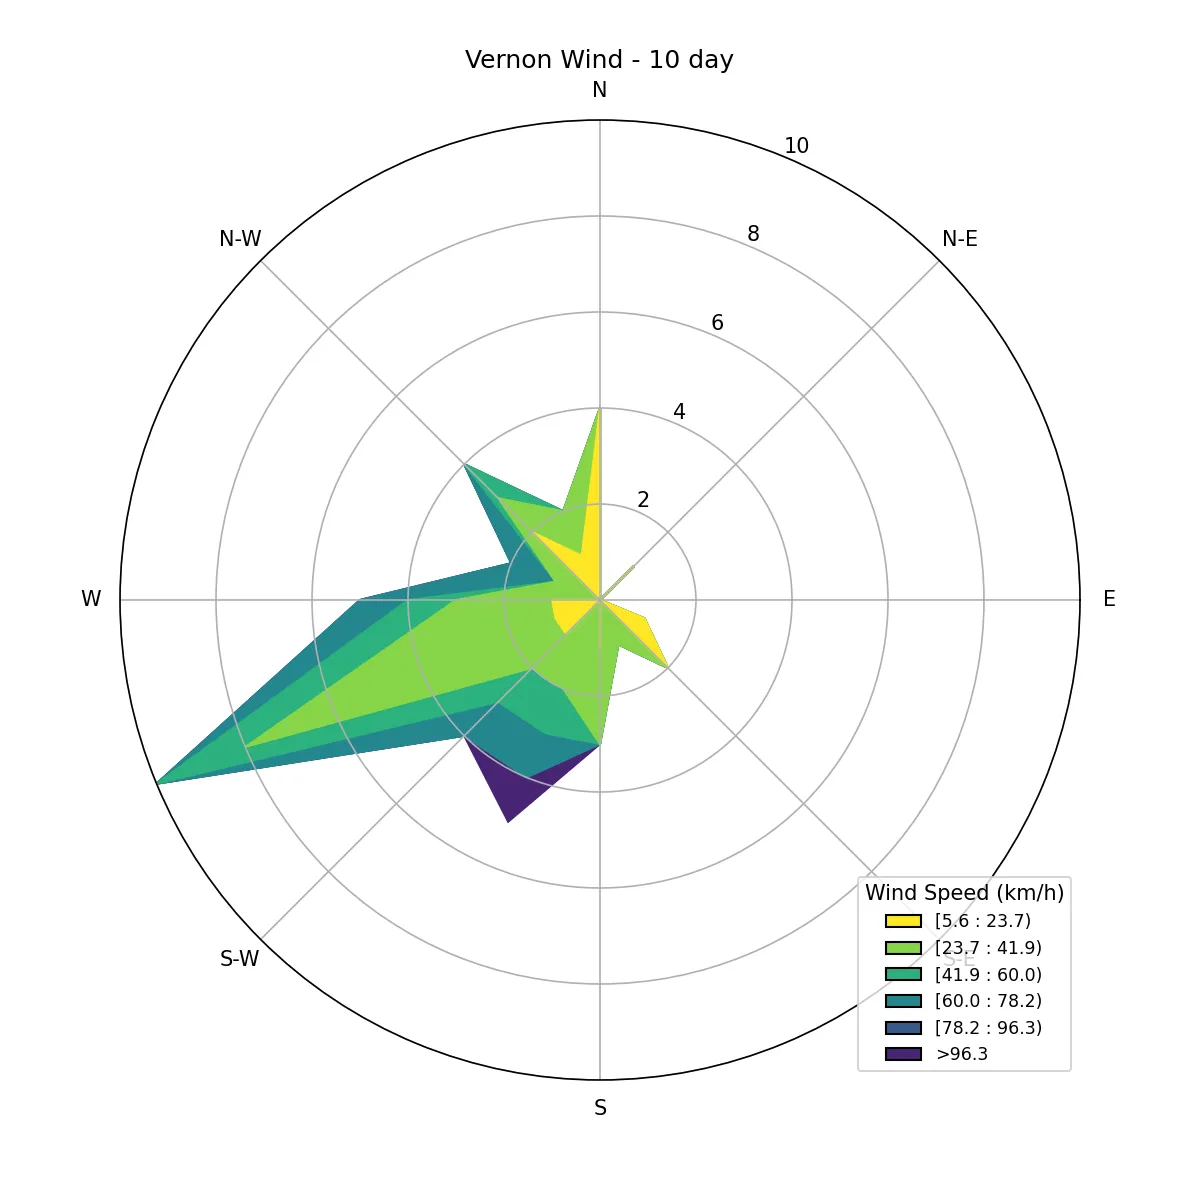 Vernon Wind - 10 day
N
10
N-W
N-E
8
6
4
2
W
E
S-W
S-E
S
Wind Speed (km/h)
[5.6 : 23.7)
[23.7 : 41.9)
[41.9 : 60.0)
[60.0 : 78.2)
[78.2 : 96.3)
>96.3